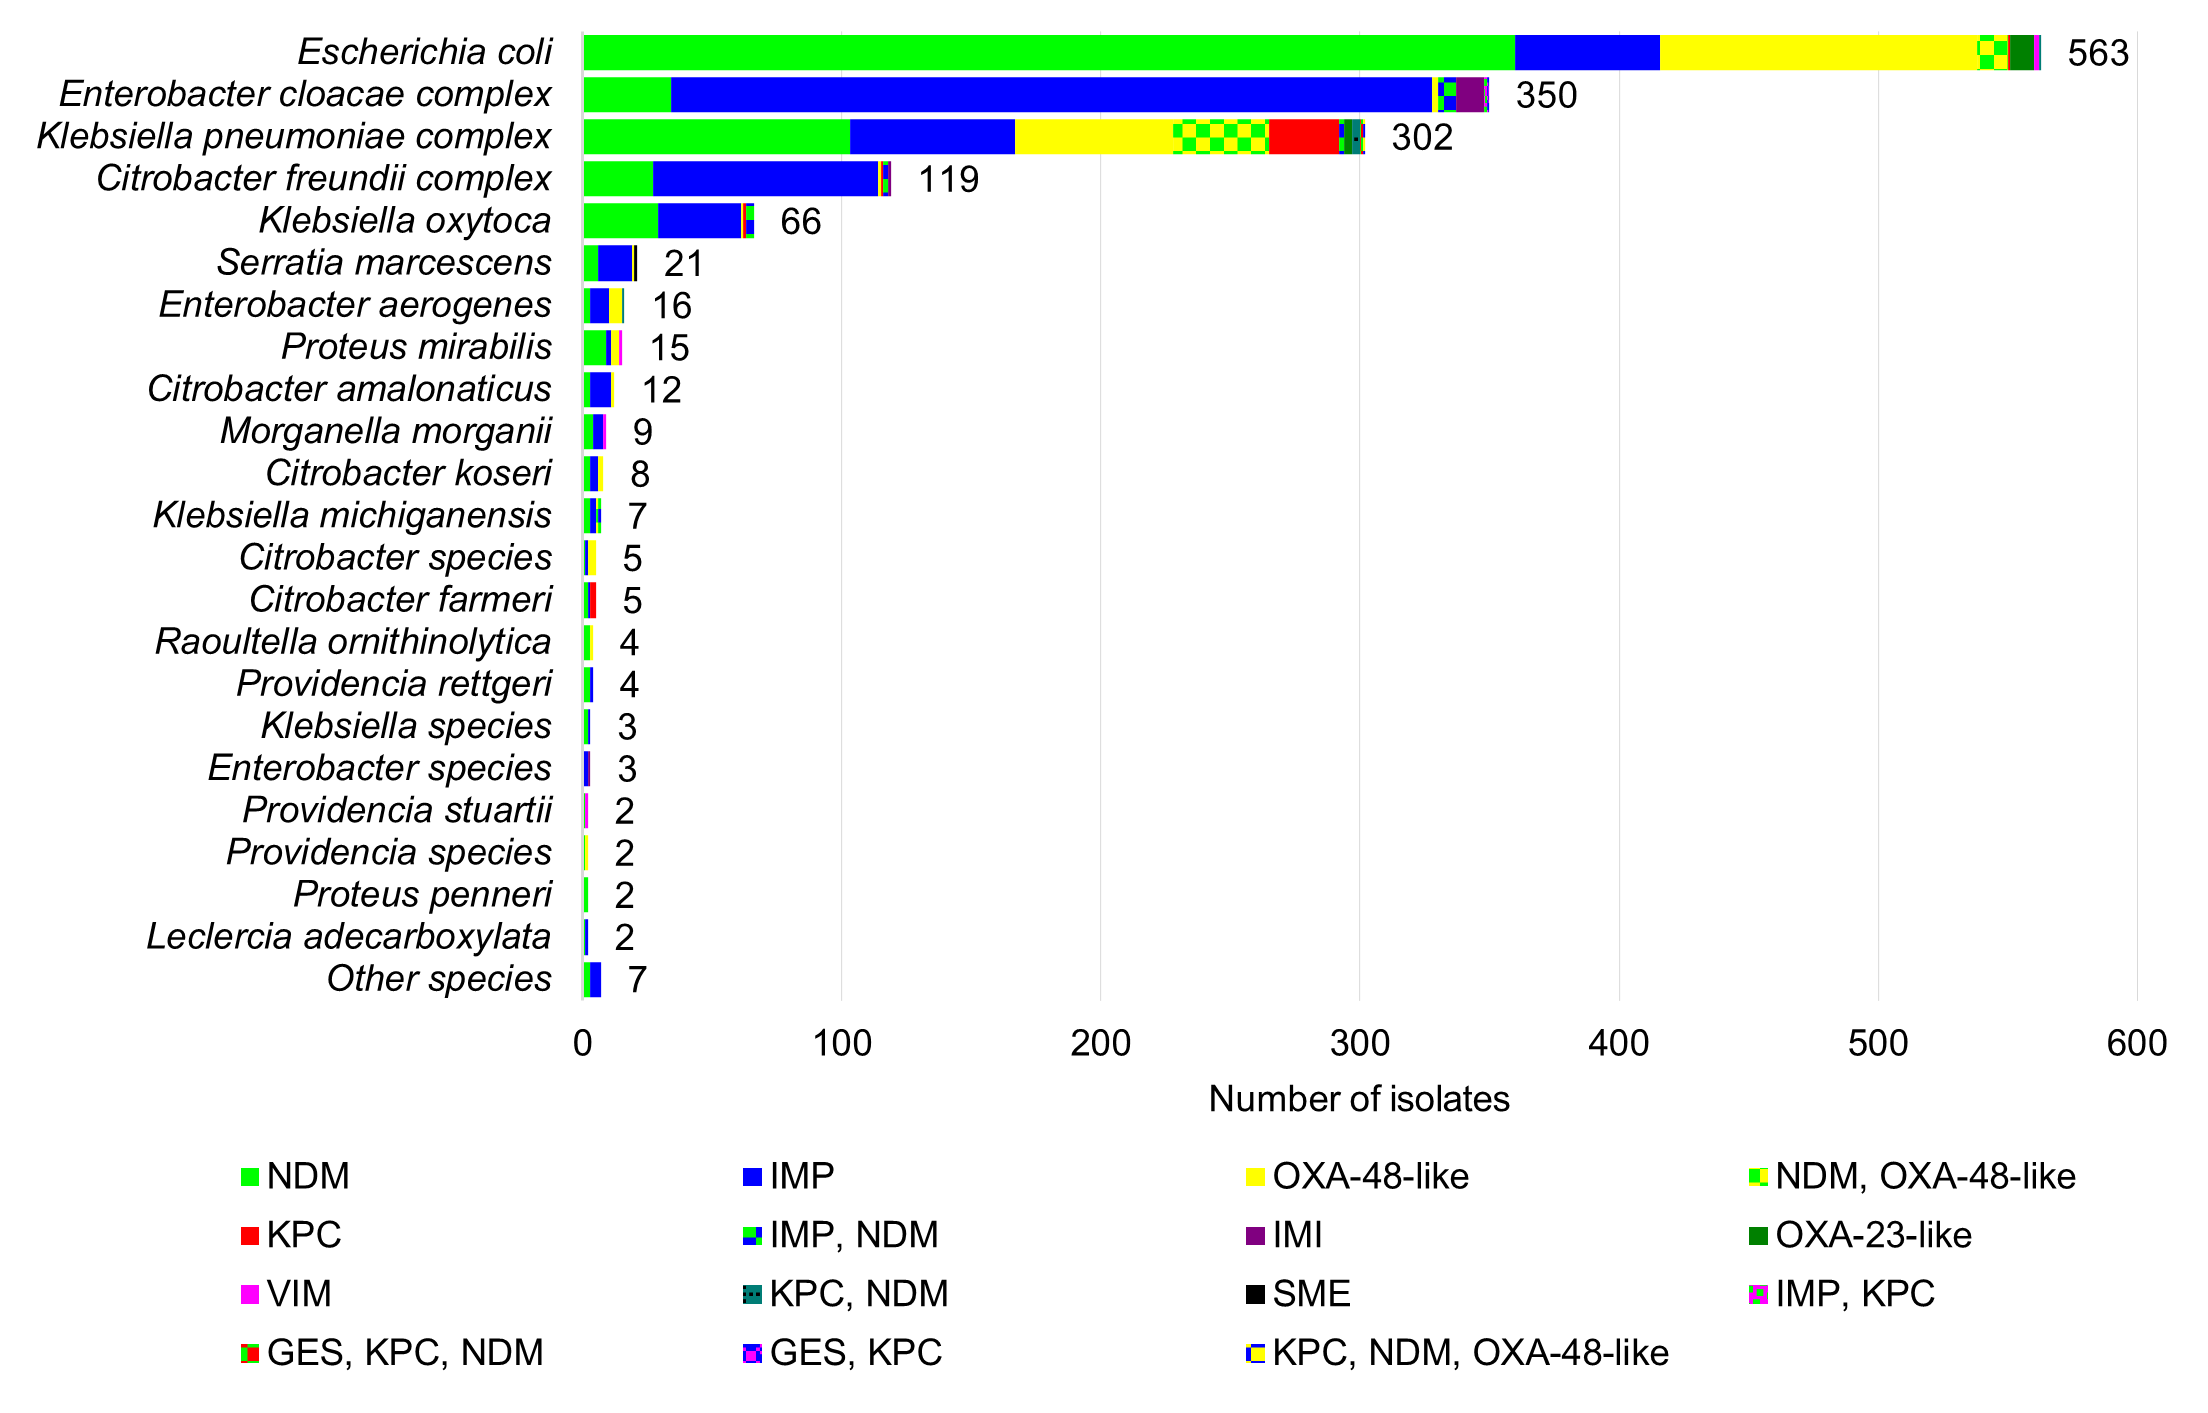 Escherichia coli 563
Enterobacter cloacae complex 350
Klebsiella pneumoniae complex 302
Citrobacter freundii complex 119
Klebsiella oxytoca 66
Serratia marcescens 21
Enterobacter aerogenes 16
Proteus mirabilis 15
Citrobacter amalonaticus 12
Morganella morganii 9
Citrobacter koseri 8
Klebsiella michiganensis 7
Citrobacter species 5
Citrobacter farmeri 5
Raoultella ornithinolytica 4
Providencia rettgeri 4
Klebsiella species 3
Enterobacter species 3
Providencia stuartii 2
Providencia species 2
Proteus penneri 2
Leclercia adecarboxylata 2
Other species 7
0 100 200 300 400 500 600
Number of isolates
NDM IMP OXA-48-like NDM, OXA-48-like
KPC IMP, NDM IMI OXA-23-like
VIM KPC, NDM SME IMP, KPC
GES, KPC, NDM GES, KPC KPC, NDM, OXA-48-like